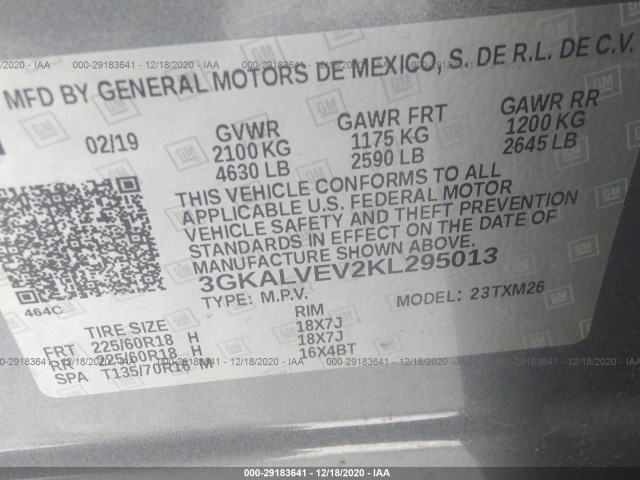 2020 - IAA 000-29183641 - 12/18/2020 - IAA 000-29183641 - 12/18/2020 - IAA
MFD BY GENERAL MOTORS DE MEXICO, S. DE R.L. DE C.V.
02/19 GVWR GAWR FRT GAWR RR
2100 KG 1175 KG 1200 KG
4630 LB 2590 LB 2645 LB
THIS VEHICLE CONFORMS TO ALL
APPLICABLE U.S. FEDERAL MOTOR
VEHICLE SAFETY AND THEFT PREVENTION
STANDARDS IN EFFECT ON THE DATE OF
MANUFACTURE SHOWN ABOVE.
3GKALVEV2KL295013
464C TYPE: M.P.V. MODEL: 23TXM26
TIRE SIZE RIM
FRT 225/60R18 H 18X7J
RR 225/60R18 H 18X7J
SPA T135/70R16 M 16X4BT
GM
000-29183641 - 12/18/2020 - IAA